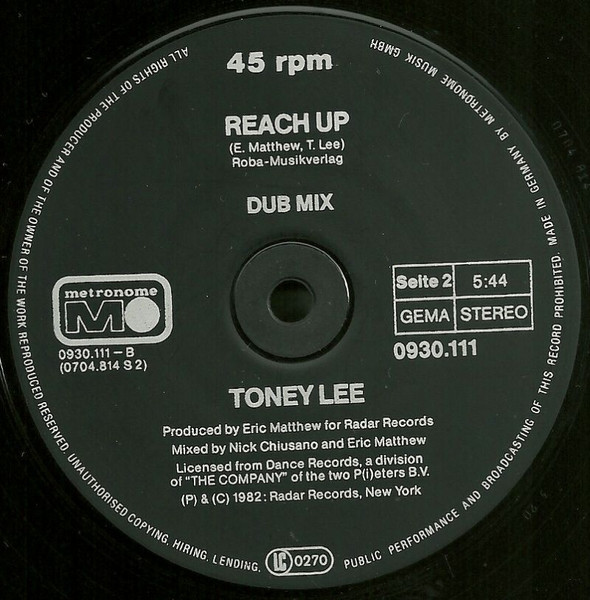 45 rpm
REACH UP
(E. Matthew, T. Lee)
Roba-Musikverlag
DUB MIX
metronome
M
0930.111 – B
(0704.814 S 2)
Seite 2 5:44
GEMA STEREO
0930.111
TONEY LEE
Produced by Eric Matthew for Radar Records
Mixed by Nick Chiusano and Eric Matthew
Licensed from Dance Records, a division
of "THE COMPANY" of the two P(i)eters B.V.
(P) & (C) 1982: Radar Records, New York
ALL RIGHTS OF THE PRODUCER AND OF THE OWNER OF THE WORK REPRODUCED RESERVED. UNAUTHORISED COPYING, HIRING, LENDING, LC 0270 PUBLIC PERFORMANCE AND BROADCASTING OF THIS RECORD PROHIBITED. MADE IN GERMANY BY METRONOME MUSIK GMBH